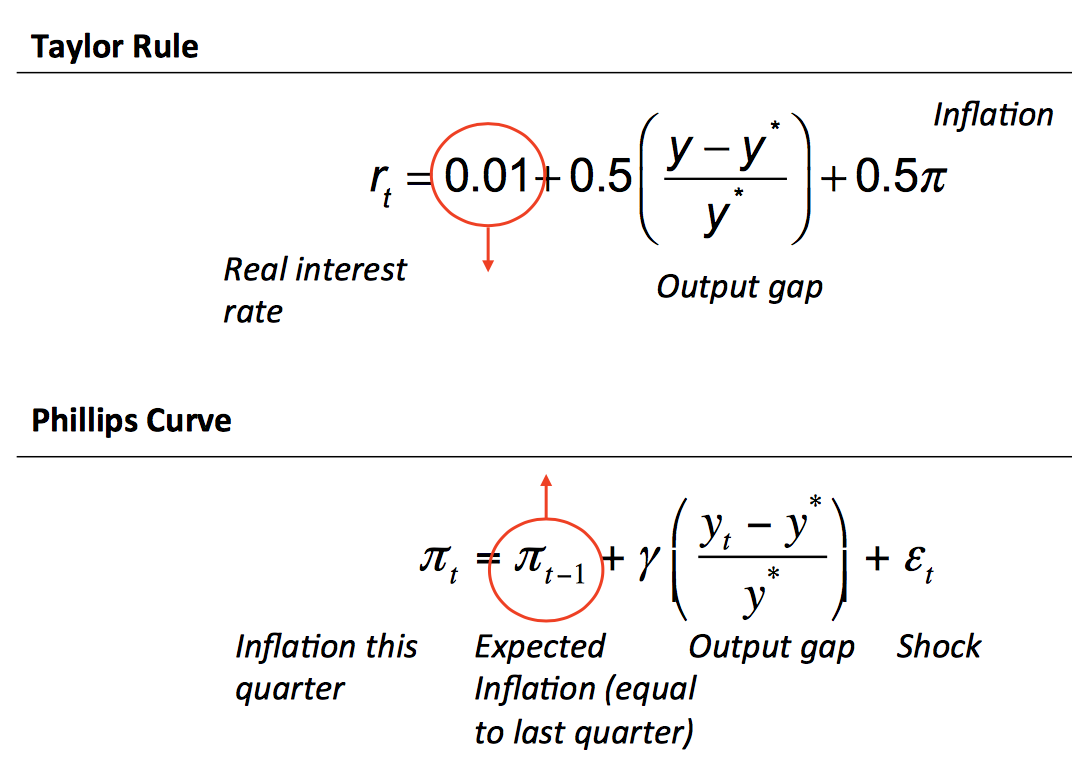 Taylor Rule
Inflation
r_t = 0.01 + 0.5 ( (y − y*) / y* ) + 0.5π
Real interest
rate
Output gap
Phillips Curve
π_t = π_{t−1} + γ ( (y_t − y*) / y* ) + ε_t
Inflation this
quarter
Expected
Inflation (equal
to last quarter)
Output gap
Shock